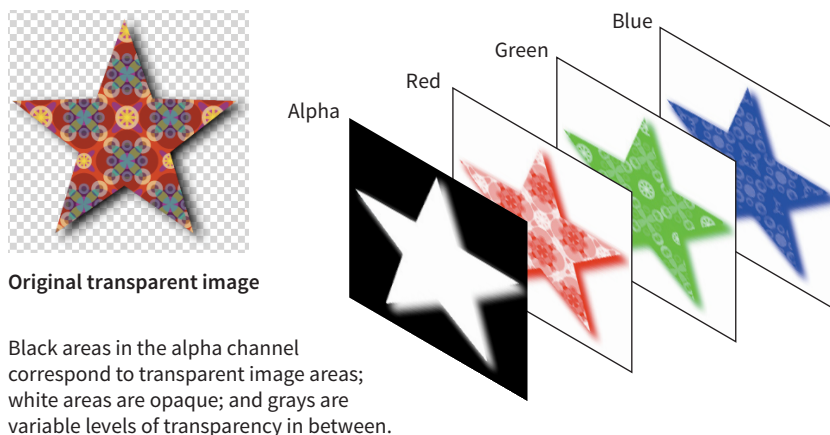 Blue
Green
Red
Alpha
Original transparent image
Black areas in the alpha channel
correspond to transparent image areas;
white areas are opaque; and grays are
variable levels of transparency in between.